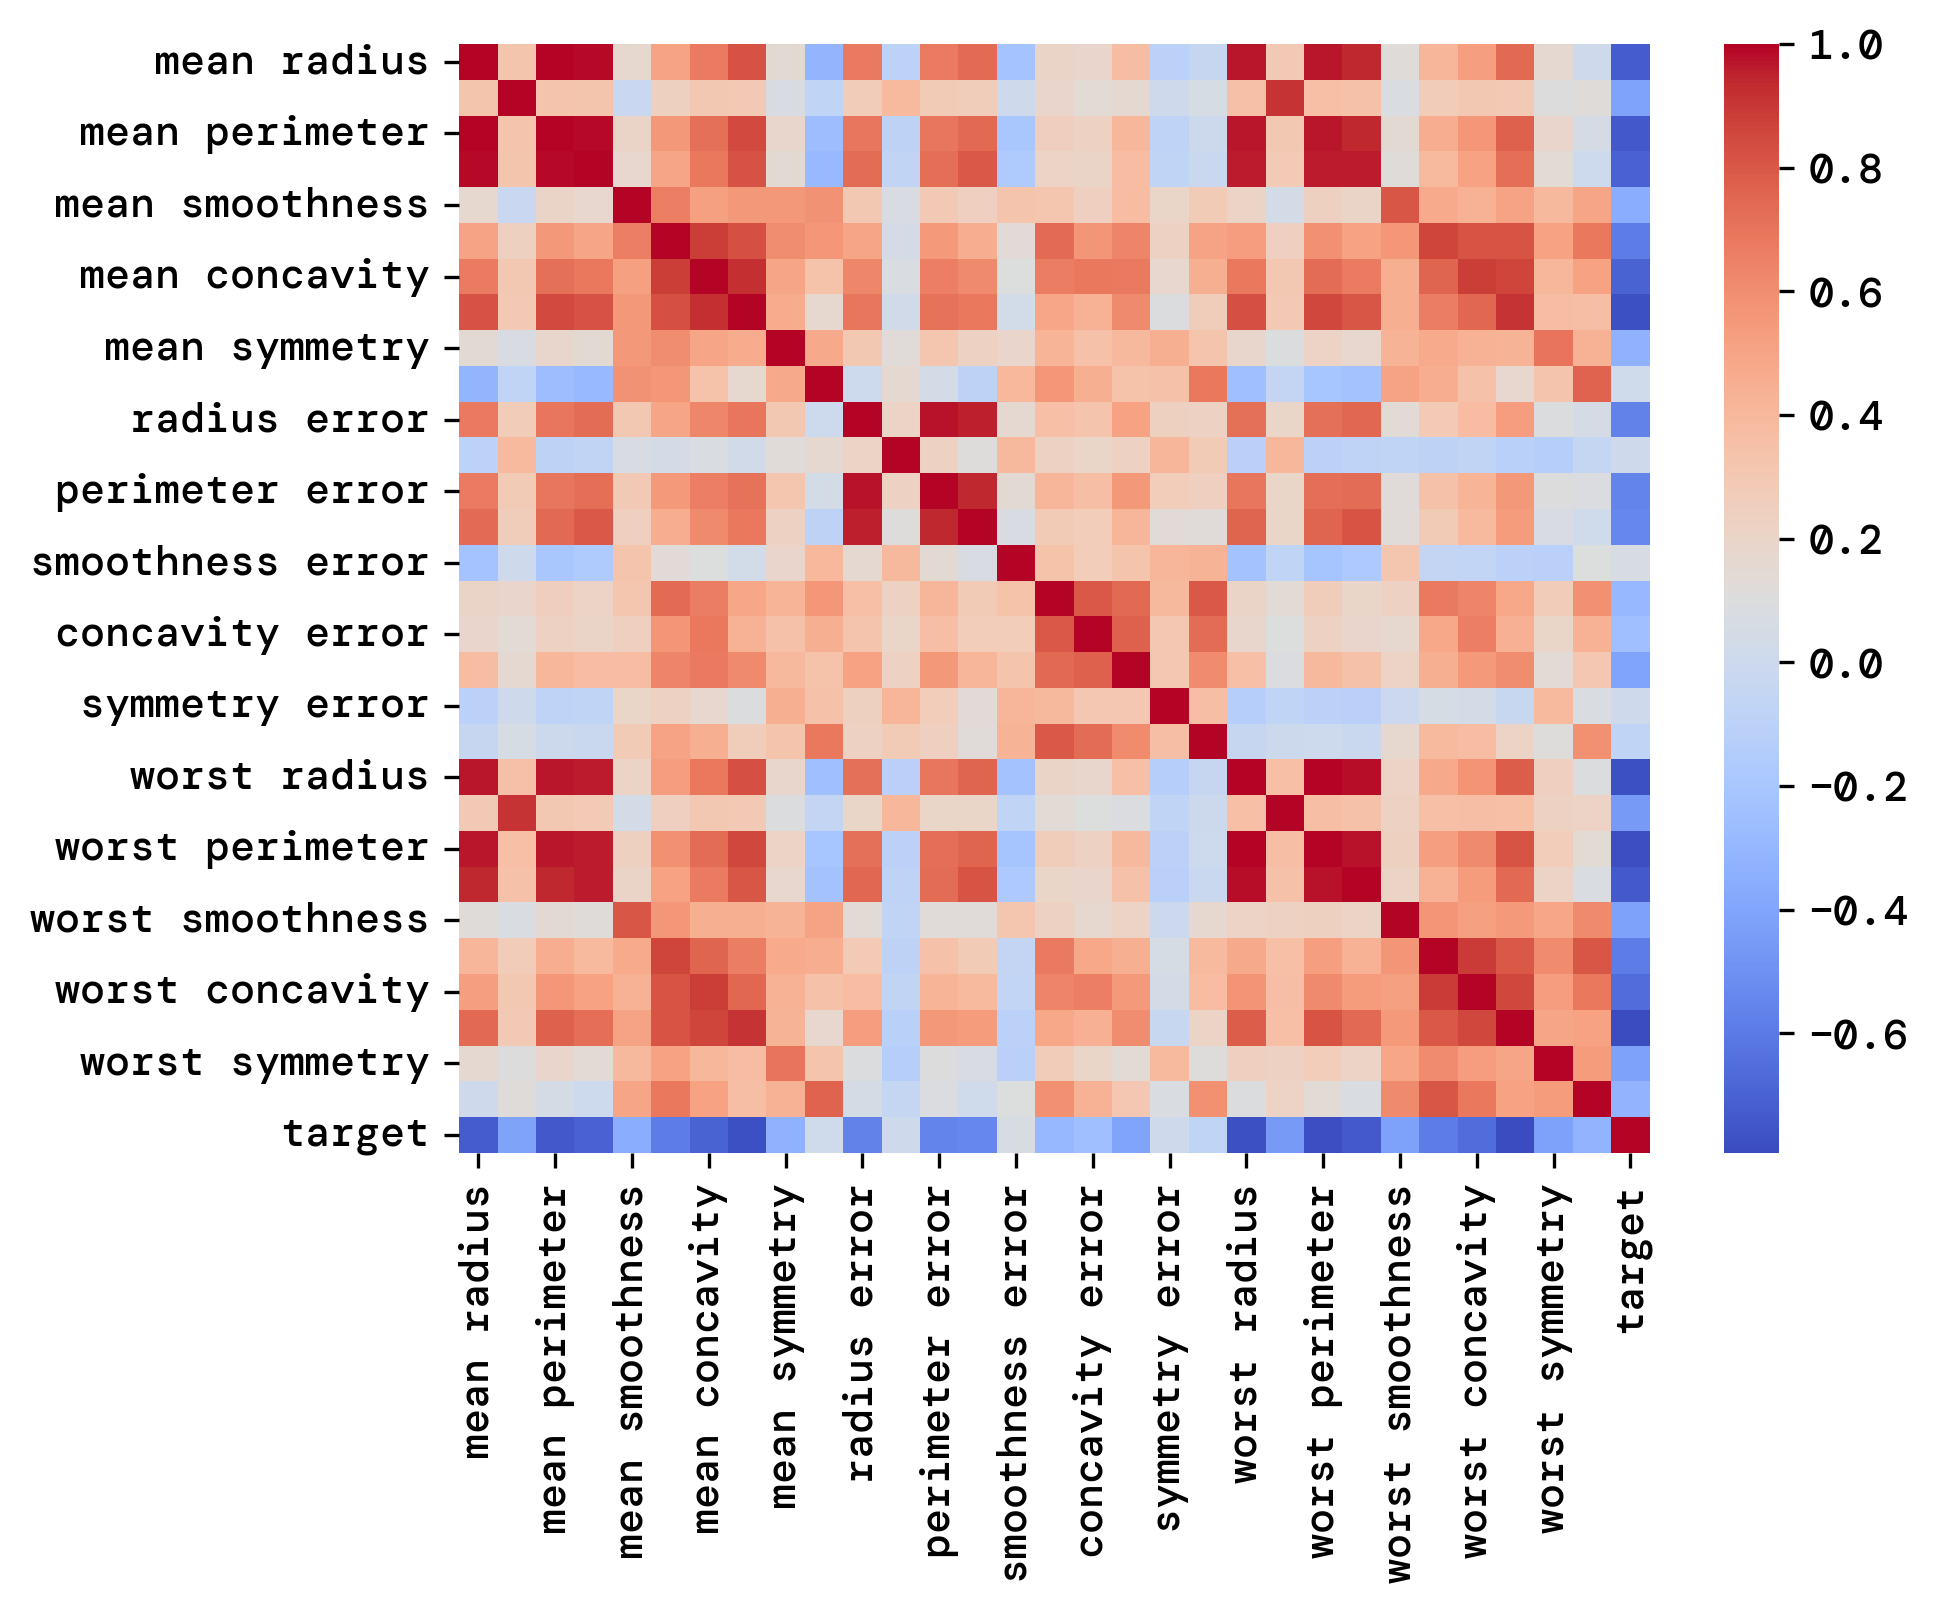 mean radius
mean perimeter
mean smoothness
mean concavity
mean symmetry
radius error
perimeter error
smoothness error
concavity error
symmetry error
worst radius
worst perimeter
worst smoothness
worst concavity
worst symmetry
target
mean radius
mean perimeter
mean smoothness
mean concavity
mean symmetry
radius error
perimeter error
smoothness error
concavity error
symmetry error
worst radius
worst perimeter
worst smoothness
worst concavity
worst symmetry
target
1.0
0.8
0.6
0.4
0.2
0.0
−0.2
−0.4
−0.6